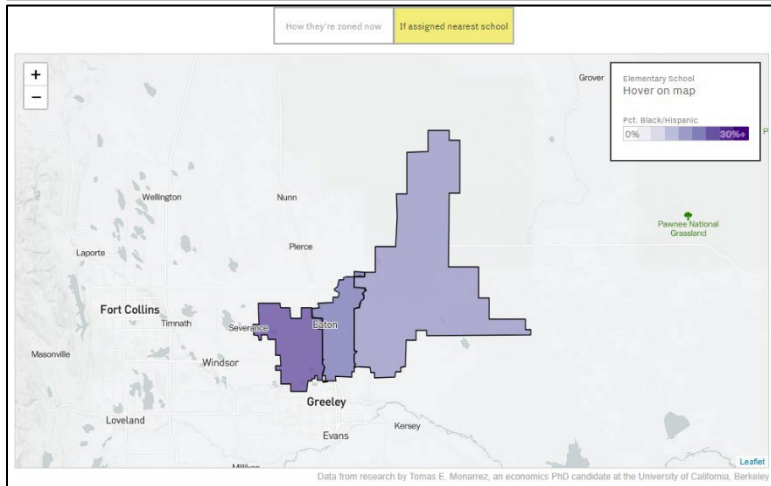 How they're zoned now
If assigned nearest school
+
−
Grover
Elementary School
Hover on map
Pct. Black/Hispanic
0%
30%+
P
Wellington
Nunn
Pawnee National
Grassland
Pierce
Laporte
Fort Collins
Timnath
Severance
Eaton
Masonville
Windsor
Greeley
Loveland
Kersey
Evans
Leaflet
Data from research by Tomas E. Monarrez, an economics PhD candidate at the University of California, Berkeley